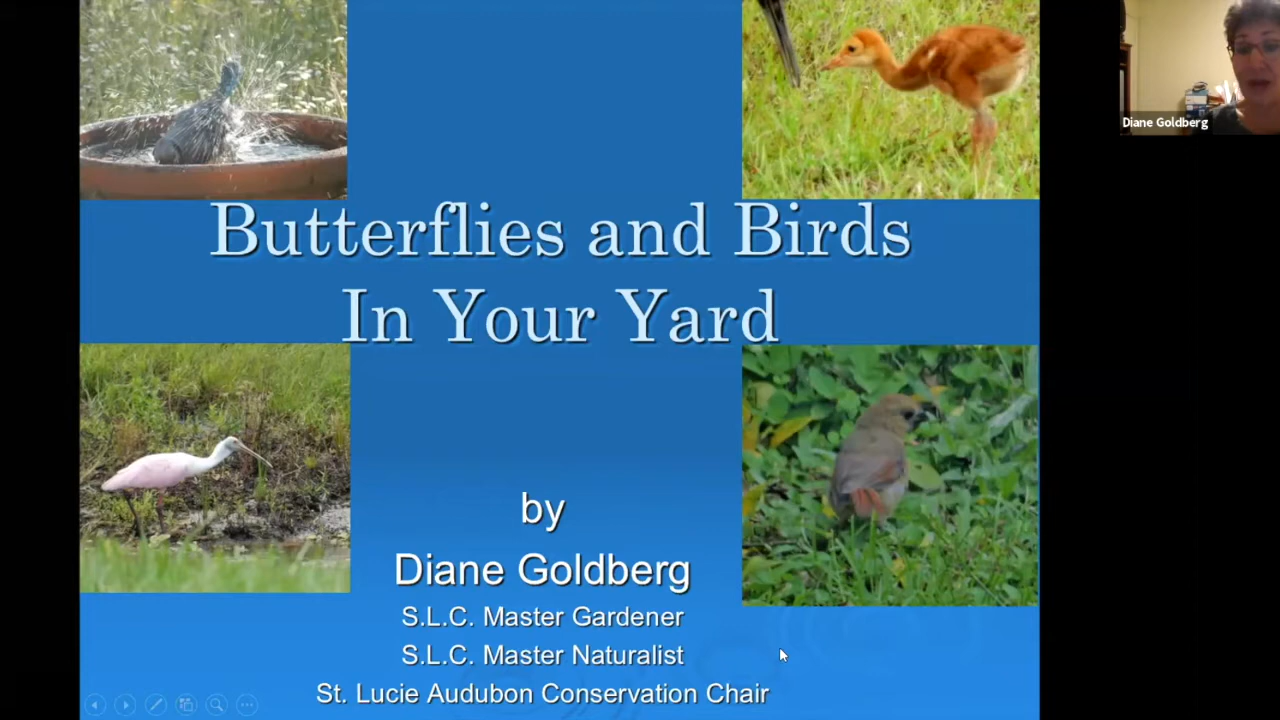 Diane Goldberg
Butterflies and Birds
In Your Yard
by
Diane Goldberg
S.L.C. Master Gardener
S.L.C. Master Naturalist
St. Lucie Audubon Conservation Chair